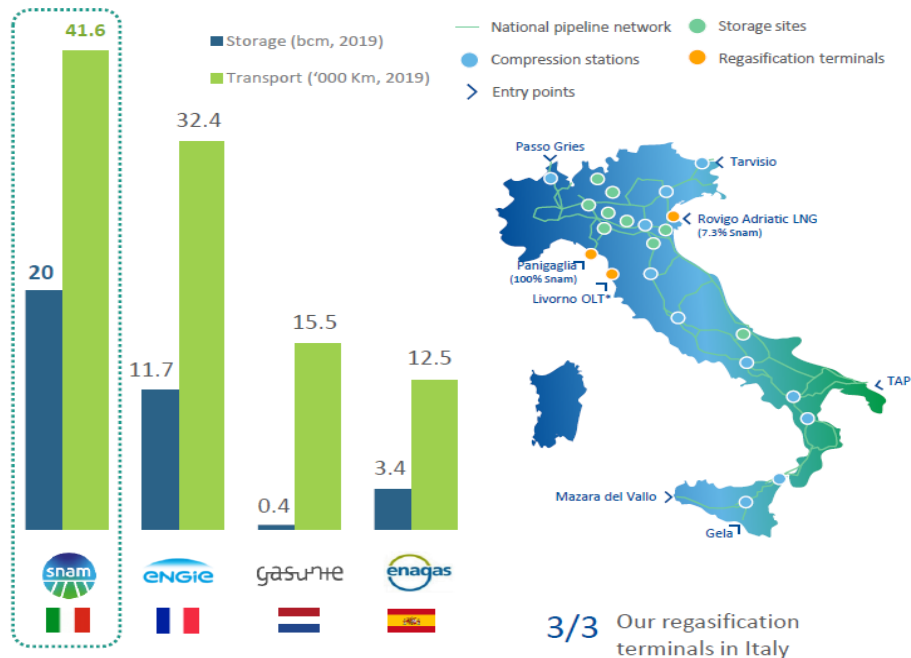 41.6
Storage (bcm, 2019)
Transport (‘000 Km, 2019)
32.4
20
11.7
15.5
0.4
12.5
3.4
snam
ENGIE
gasunie
enagas
National pipeline network
Storage sites
Compression stations
Regasification terminals
Entry points
Passo Gries
Tarvisio
Rovigo Adriatic LNG
(7.3% Snam)
Panigaglia
(100% Snam)
Livorno OLT*
TAP
Mazara del Vallo
Gela
3/3 Our regasification
terminals in Italy